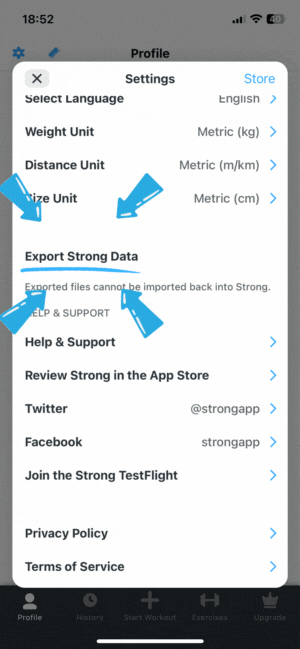 18:52
40
Profile
Settings
Store
Select Language English
Weight Unit Metric (kg)
Distance Unit Metric (m/km)
Size Unit Metric (cm)
Export Strong Data
Exported files cannot be imported back into Strong.
HELP & SUPPORT
Help & Support
Review Strong in the App Store
Twitter @strongapp
Facebook strongapp
Join the Strong TestFlight
Privacy Policy
Terms of Service
Profile History Start Workout Exercises Upgrade